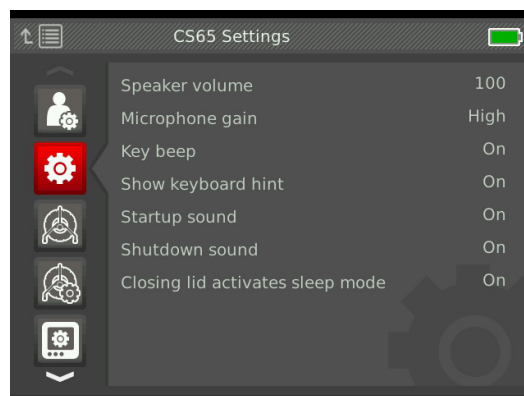 CS65 Settings
Speaker volume 100
Microphone gain High
Key beep On
Show keyboard hint On
Startup sound On
Shutdown sound On
Closing lid activates sleep mode On